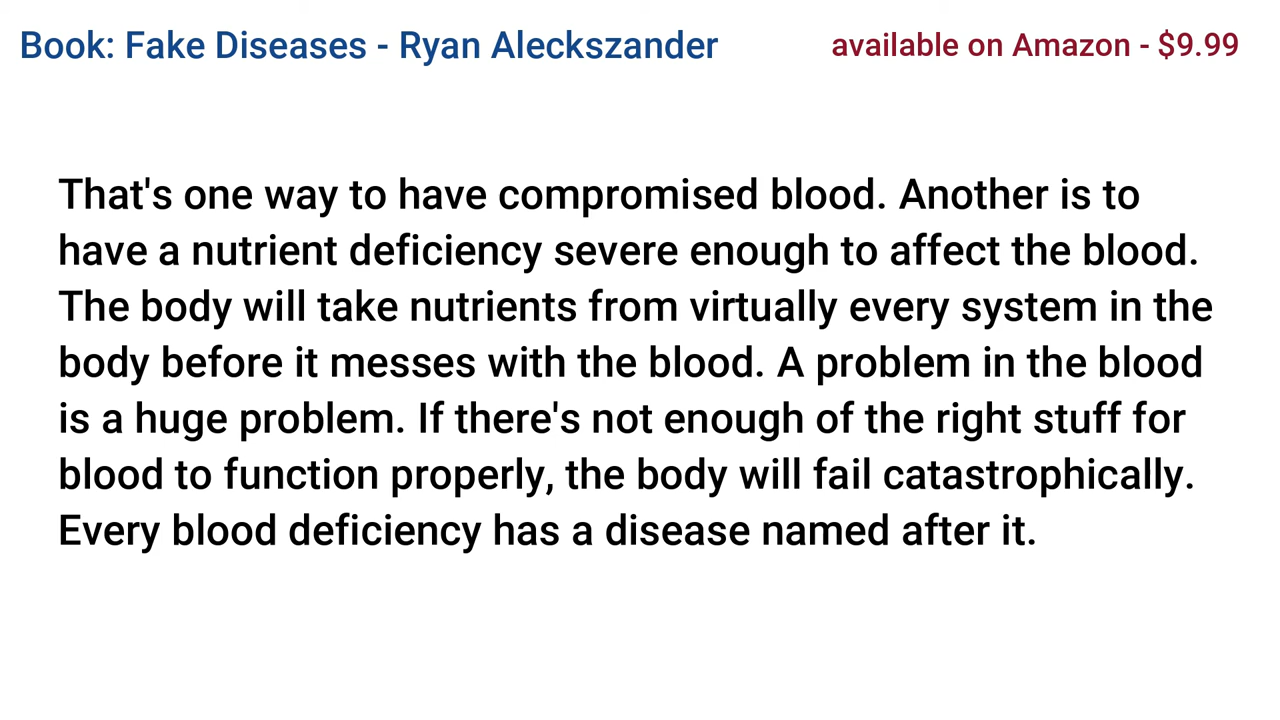 Book: Fake Diseases - Ryan Aleckszander
available on Amazon - $9.99
That's one way to have compromised blood. Another is to
have a nutrient deficiency severe enough to affect the blood.
The body will take nutrients from virtually every system in the
body before it messes with the blood. A problem in the blood
is a huge problem. If there's not enough of the right stuff for
blood to function properly, the body will fail catastrophically.
Every blood deficiency has a disease named after it.